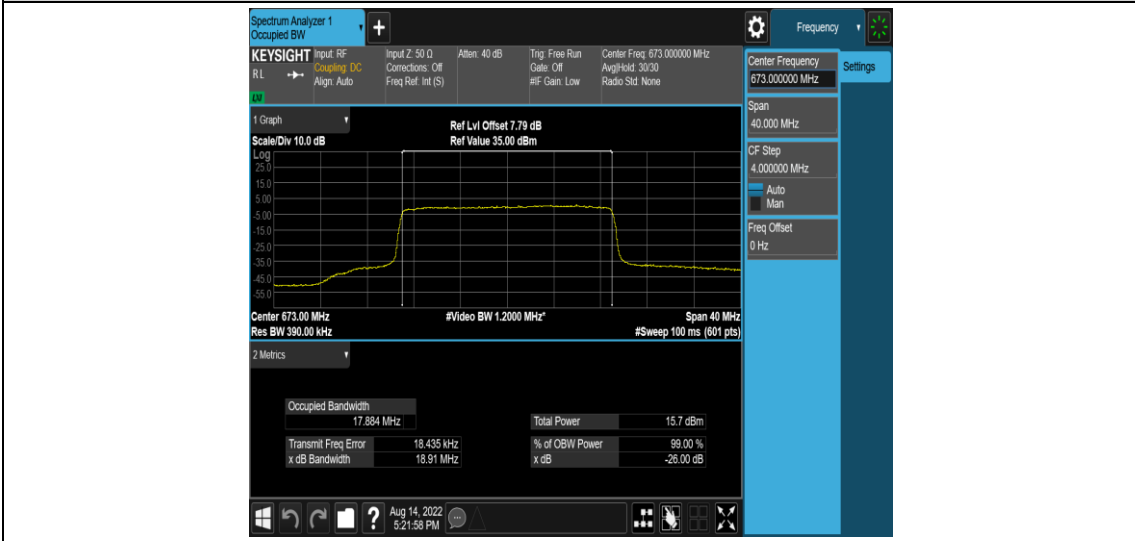 Spectrum Analyzer 1
Occupied BW
+
Frequency
KEYSIGHT
RL
LM
Input: RF
Coupling: DC
Align: Auto
Input Z: 50 Ω
Corrections: Off
Freq Ref: Int (S)
Atten: 40 dB
Trig: Free Run
Gate: Off
#IF Gain: Low
Center Freq: 673.000000 MHz
Avg|Hold: 30/30
Radio Std: None
Center Frequency
673.000000 MHz
Settings
Span
40.000 MHz
CF Step
4.000000 MHz
Auto
Man
Freq Offset
0 Hz
1 Graph
Scale/Div 10.0 dB
Ref Lvl Offset 7.79 dB
Ref Value 35.00 dBm
Log
25.0
15.0
5.00
-5.00
-15.0
-25.0
-35.0
-45.0
-55.0
Center 673.00 MHz
#Video BW 1.2000 MHz*
Span 40 MHz
Res BW 390.00 kHz
#Sweep 100 ms (601 pts)
2 Metrics
Occupied Bandwidth
17.884 MHz
Total Power 15.7 dBm
Transmit Freq Error 18.435 kHz
% of OBW Power 99.00 %
x dB Bandwidth 18.91 MHz
x dB -26.00 dB
?
Aug 14, 2022
5:21:58 PM